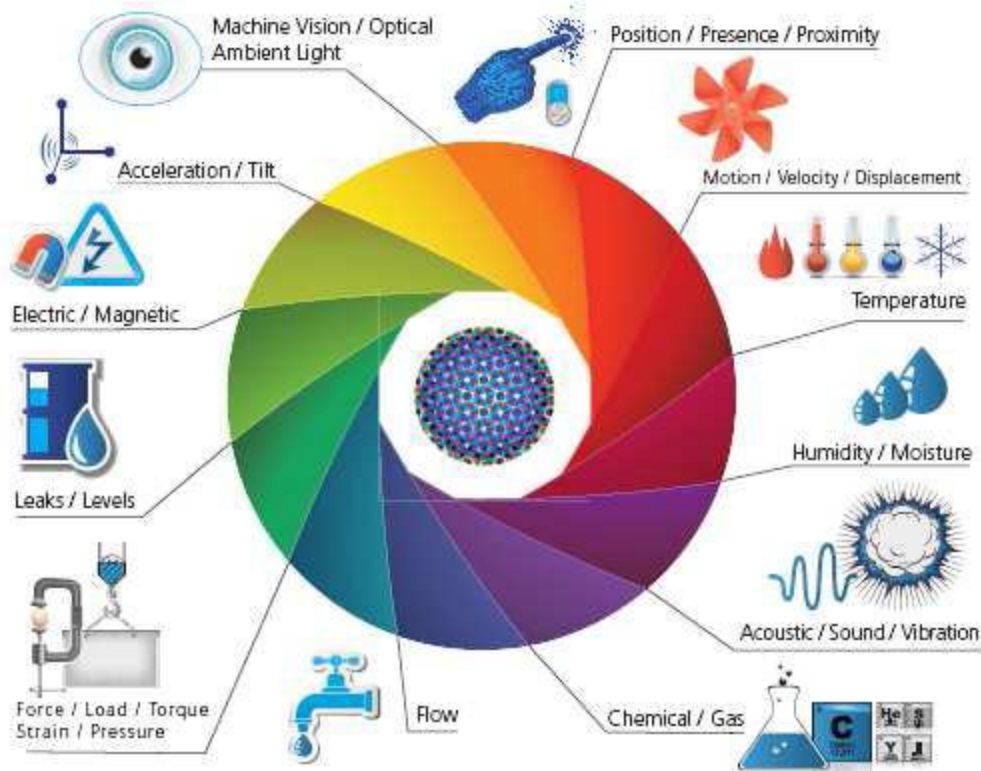 Machine Vision / Optical
Ambient Light
Position / Presence / Proximity
Acceleration / Tilt
Motion / Velocity / Displacement
Electric / Magnetic
Temperature
Leaks / Levels
Humidity / Moisture
Force / Load / Torque
Strain / Pressure
Flow
Chemical / Gas
Acoustic / Sound / Vibration
C
He
S
Y